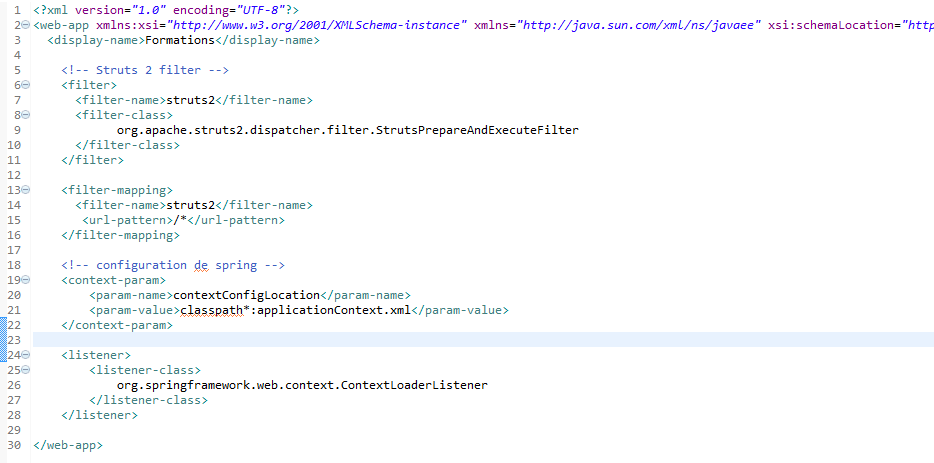 1 <?xml version="1.0" encoding="UTF-8"?>
2 <web-app xmlns:xsi="http://www.w3.org/2001/XMLSchema-instance" xmlns="http://java.sun.com/xml/ns/javaee" xsi:schemaLocation="http
3 <display-name>Formations</display-name>
4
5 <!-- Struts 2 filter -->
6 <filter>
7 <filter-name>struts2</filter-name>
8 <filter-class>
9 org.apache.struts2.dispatcher.filter.StrutsPrepareAndExecuteFilter
10 </filter-class>
11 </filter>
12
13 <filter-mapping>
14 <filter-name>struts2</filter-name>
15 <url-pattern>/*</url-pattern>
16 </filter-mapping>
17
18 <!-- configuration de spring -->
19 <context-param>
20 <param-name>contextConfigLocation</param-name>
21 <param-value>classpath*:applicationContext.xml</param-value>
22 </context-param>
23
24 <listener>
25 <listener-class>
26 org.springframework.web.context.ContextLoaderListener
27 </listener-class>
28 </listener>
29
30 </web-app>